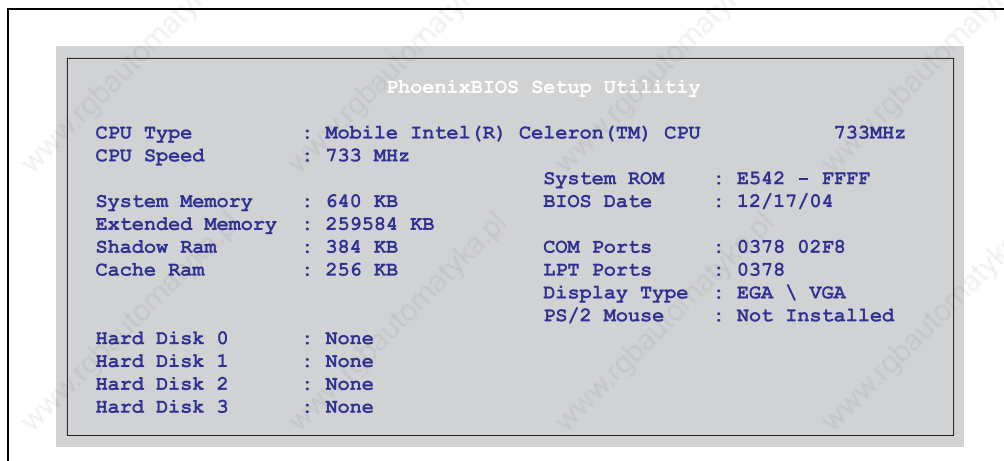 PhoenixBIOS Setup Utilitiy
CPU Type : Mobile Intel(R) Celeron(TM) CPU 733MHz
CPU Speed : 733 MHz
System ROM : E542 - FFFF
System Memory : 640 KB BIOS Date : 12/17/04
Extended Memory : 259584 KB
Shadow Ram : 384 KB COM Ports : 0378 02F8
Cache Ram : 256 KB LPT Ports : 0378
Display Type : EGA \ VGA
PS/2 Mouse : Not Installed
Hard Disk 0 : None
Hard Disk 1 : None
Hard Disk 2 : None
Hard Disk 3 : None
www.rgbautomatyka.pl